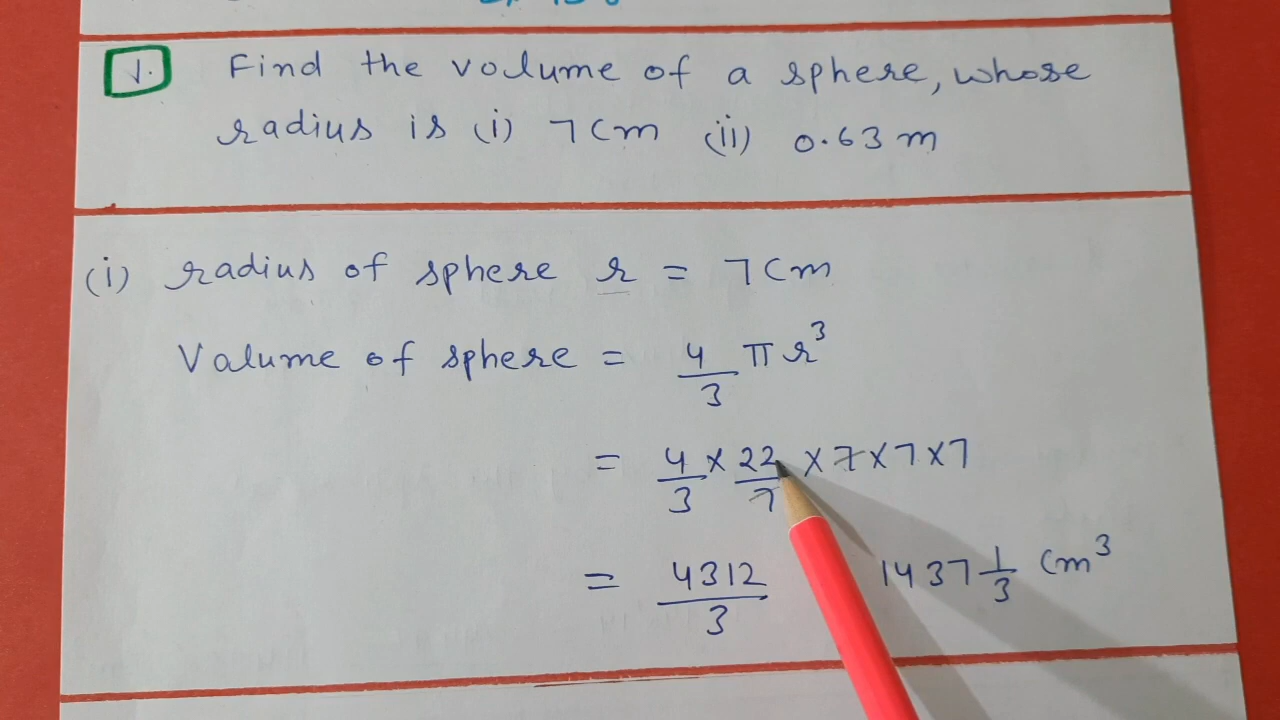 1. Find the volume of a sphere, whose
radius is (i) 7 Cm (ii) 0.63 m
(i) radius of sphere r = 7 Cm
Valume of sphere = 4/3 π r³
= 4/3 × 22/7 × 7 × 7 × 7
= 4312/3 1437 1/3 Cm³